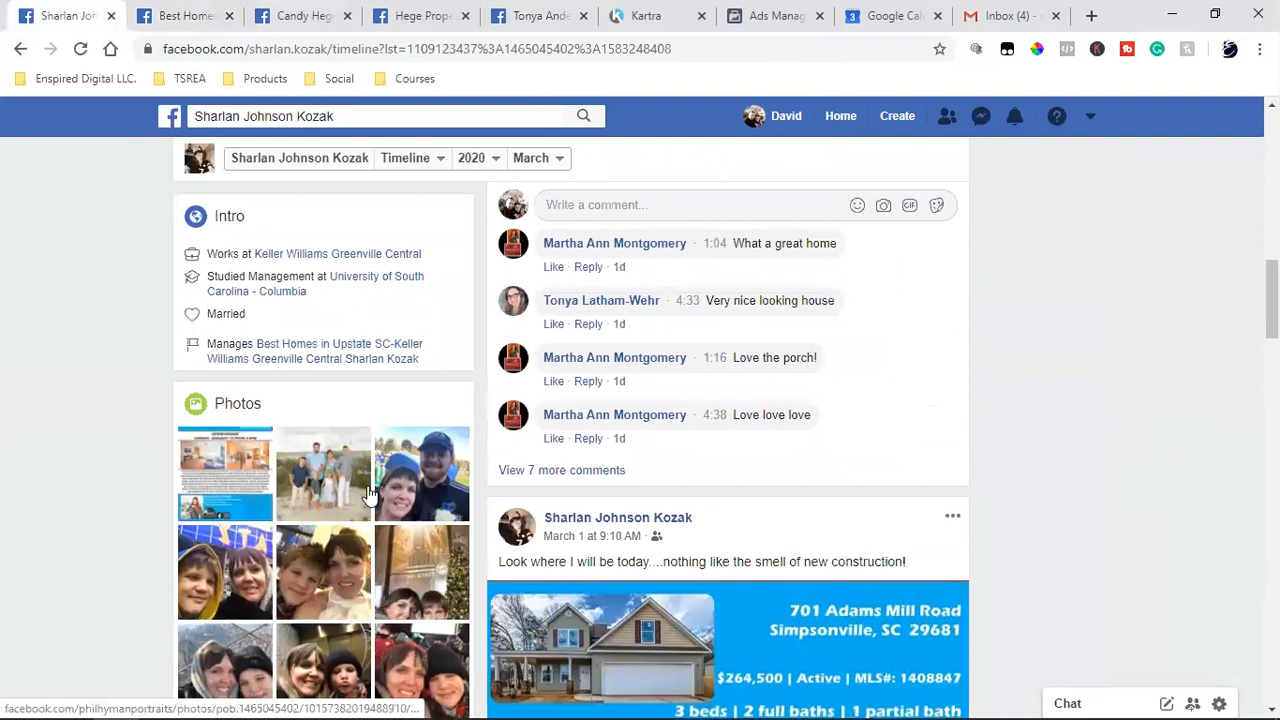 Sharlan Jo
Best Home
Candy Heg
Hege Prop
Tonya And
Kartra
Ads Mana
Google Cal
Inbox (4) -
facebook.com/sharlan.kozak/timeline?lst=1109123437%3A1465045402%3A1583248408
Enspired Digital LLC.
TSREA
Products
Social
Courses
Sharlan Johnson Kozak
David
Home
Create
Sharlan Johnson Kozak
Timeline
2020
March
Intro
Works at Keller Williams Greenville Central
Studied Management at University of South
Carolina - Columbia
Married
Manages Best Homes in Upstate SC-Keller
Williams Greenville Central Sharlan Kozak
Photos
Write a comment...
GIF
Martha Ann Montgomery · 1:04 What a great home
Like · Reply · 1d
Tonya Latham-Wehr · 4:33 Very nice looking house
Like · Reply · 1d
Martha Ann Montgomery · 1:16 Love the porch!
Like · Reply · 1d
Martha Ann Montgomery · 4:38 Love love love
Like · Reply · 1d
View 7 more comments
Sharlan Johnson Kozak
March 1 at 9:10 AM ·
Look where I will be today....nothing like the smell of new construction!
701 Adams Mill Road
Simpsonville, SC 29681
$264,500 | Active | MLS#: 1408847
3 beds | 2 full baths | 1 partial bath
facebook.com/philhymanportraits/photos/pob.1465045402/10157382019488910/...
Chat